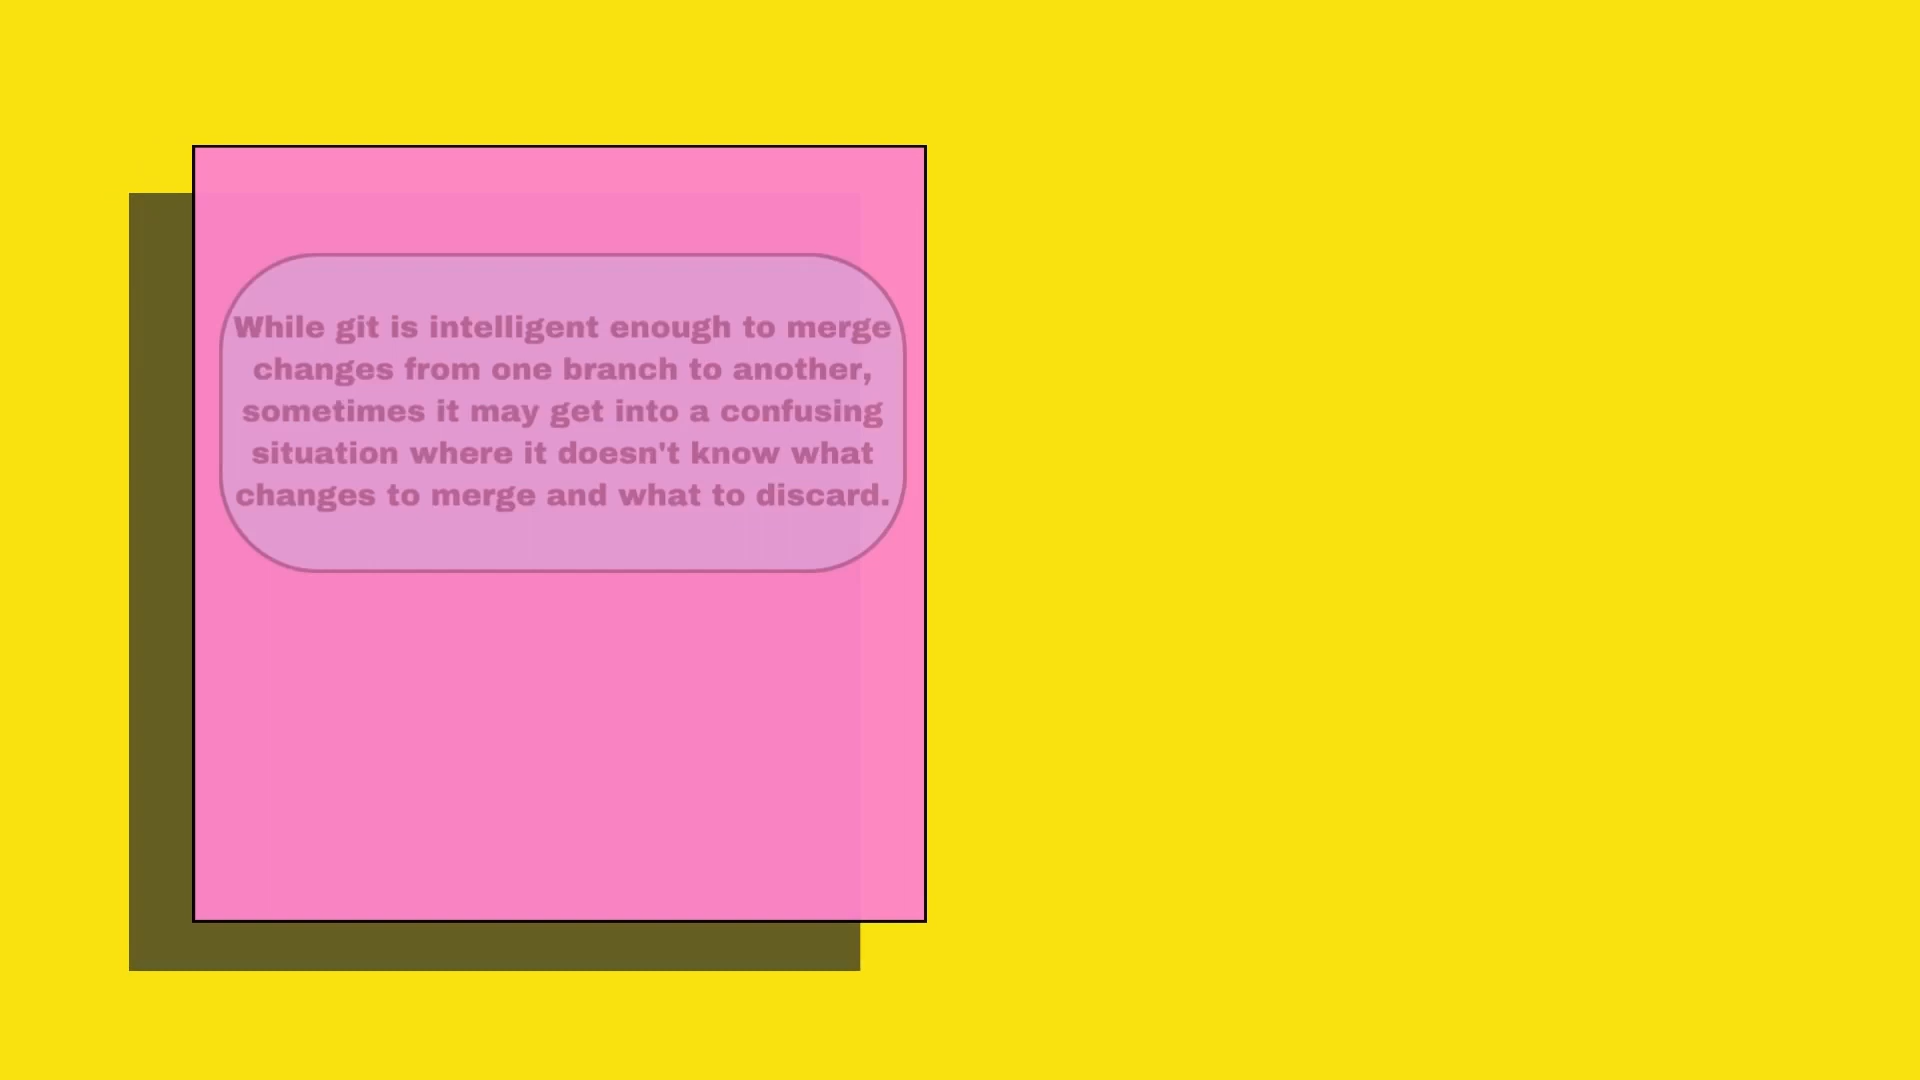 While git is intelligent enough to merge
changes from one branch to another,
sometimes it may get into a confusing
situation where it doesn't know what
changes to merge and what to discard.